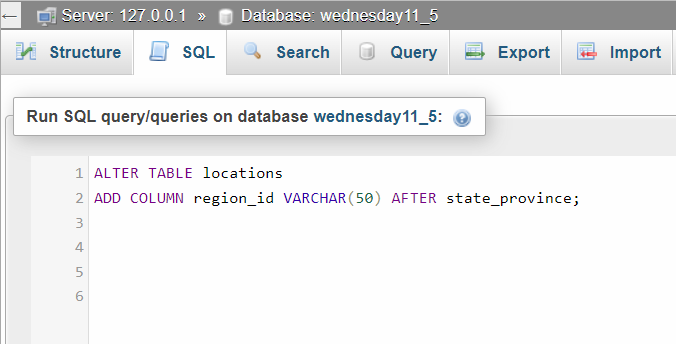 Server: 127.0.0.1 » Database: wednesday11_5
Structure SQL Search Query Export Import
Run SQL query/queries on database wednesday11_5:
1 ALTER TABLE locations
2 ADD COLUMN region_id VARCHAR(50) AFTER state_province;
3
4
5
6